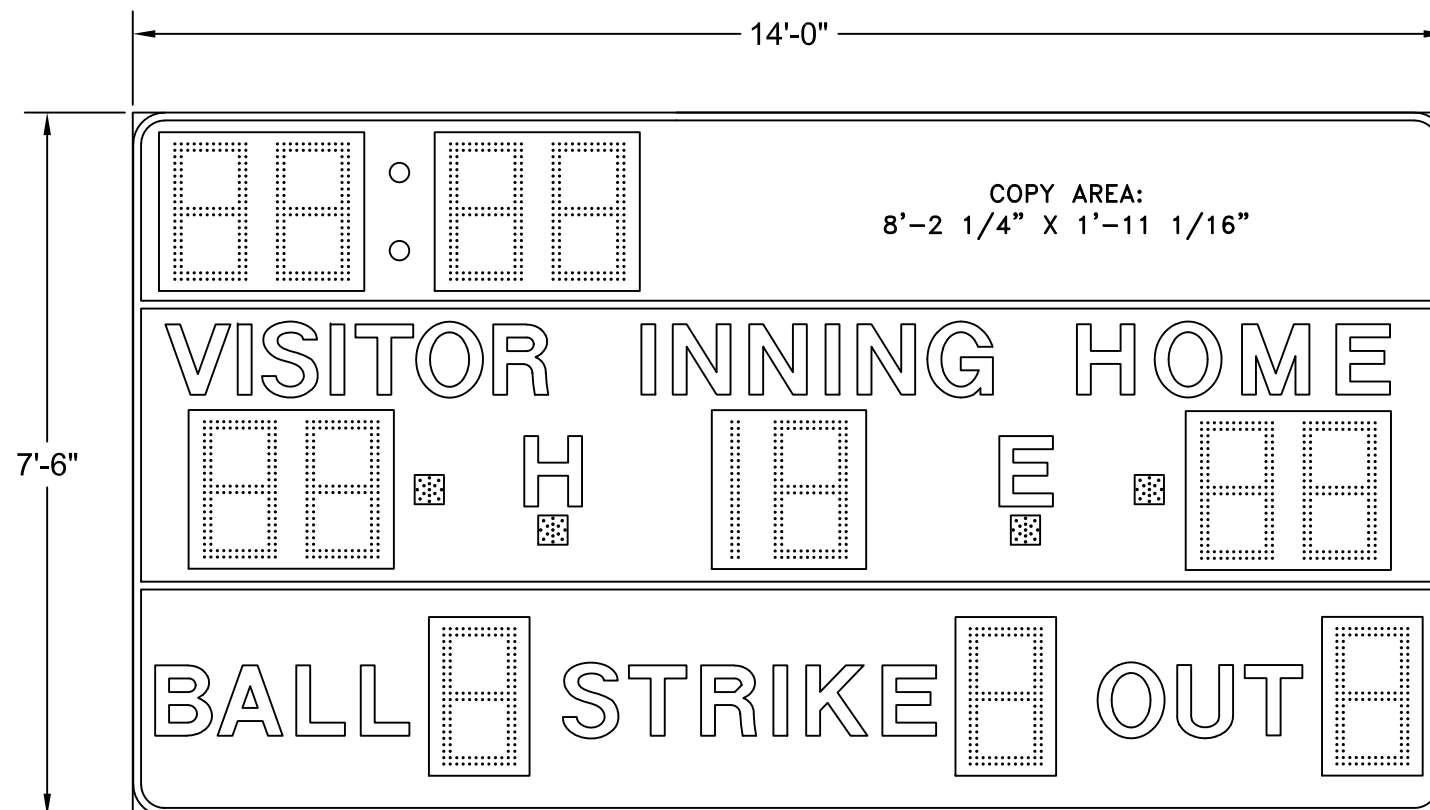 14'-0"
COPY AREA:
8'-2 1/4" X 1'-11 1/16"
VISITOR INNING HOME
7'-6"
H E
BALL STRIKE OUT